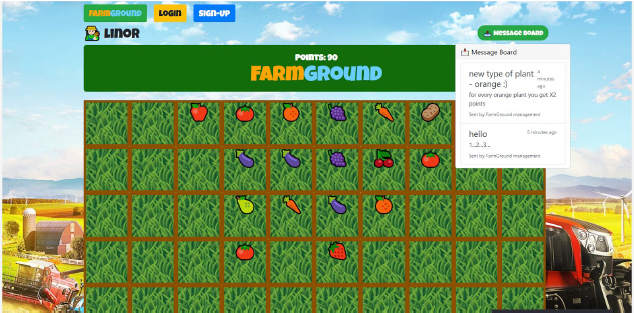 FARMGROUND LOGIN SIGN-UP
LINOR
MESSAGE BOARD
POINTS: 90
FARMGROUND
Message Board
new type of plant - orange :)
4 minutes ago
for every orange plant you get X2
points
Sent by FarmGround management
hello
5 minutes ago
1...2...3...
Sent by FarmGround management